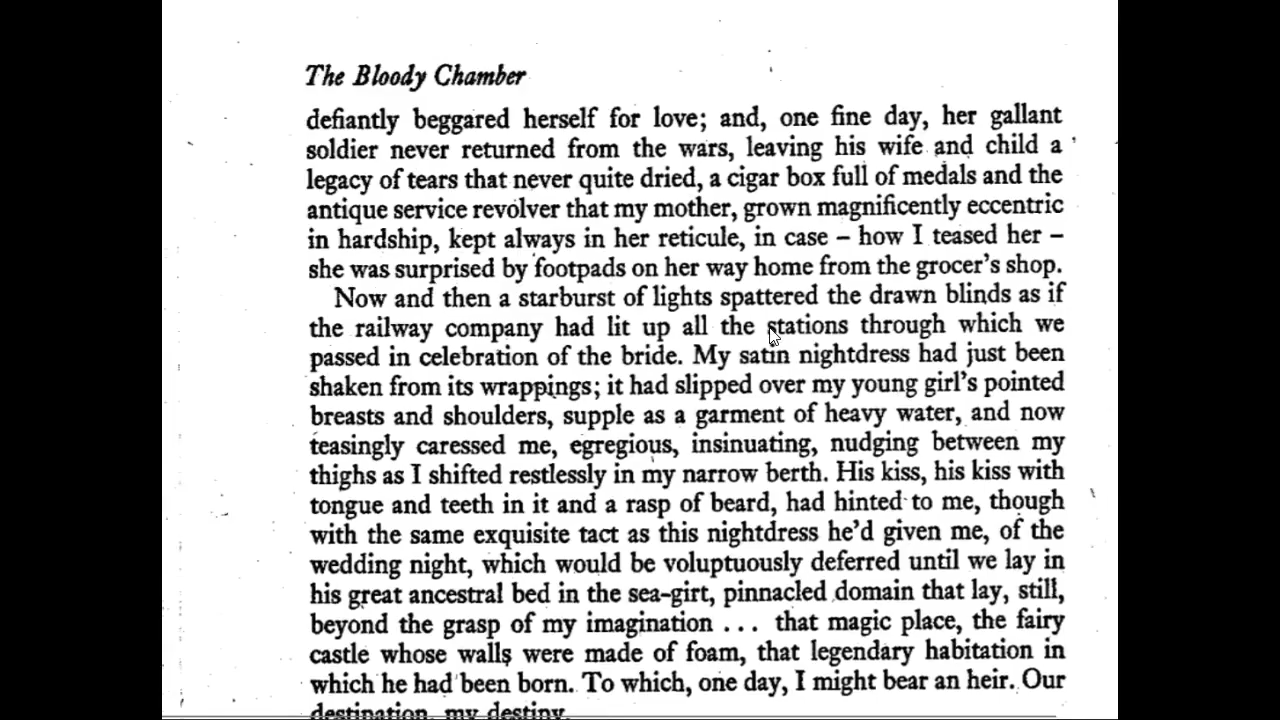 The Bloody Chamber
defiantly beggared herself for love; and, one fine day, her gallant
soldier never returned from the wars, leaving his wife and child a
legacy of tears that never quite dried, a cigar box full of medals and the
antique service revolver that my mother, grown magnificently eccentric
in hardship, kept always in her reticule, in case – how I teased her –
she was surprised by footpads on her way home from the grocer's shop.
Now and then a starburst of lights spattered the drawn blinds as if
the railway company had lit up all the stations through which we
passed in celebration of the bride. My satin nightdress had just been
shaken from its wrappings; it had slipped over my young girl's pointed
breasts and shoulders, supple as a garment of heavy water, and now
teasingly caressed me, egregious, insinuating, nudging between my
thighs as I shifted restlessly in my narrow berth. His kiss, his kiss with
tongue and teeth in it and a rasp of beard, had hinted to me, though
with the same exquisite tact as this nightdress he'd given me, of the
wedding night, which would be voluptuously deferred until we lay in
his great ancestral bed in the sea-girt, pinnacled domain that lay, still,
beyond the grasp of my imagination ... that magic place, the fairy
castle whose walls were made of foam, that legendary habitation in
which he had been born. To which, one day, I might bear an heir. Our
destination, my destiny.